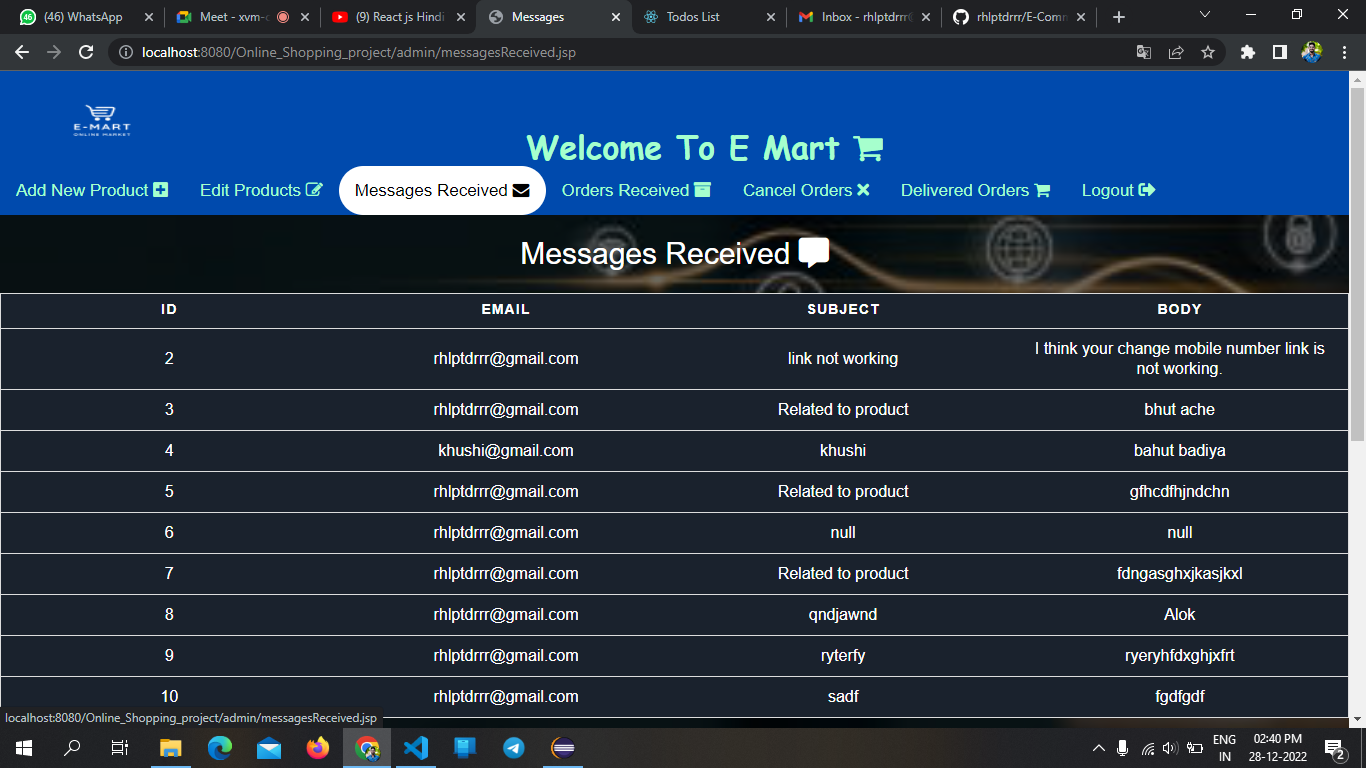 (46) WhatsApp
Meet - xvm-c
(9) React js Hindi
Messages
Todos List
Inbox - rhlptdrrr@
rhlptdrrr/E-Comm
localhost:8080/Online_Shopping_project/admin/messagesReceived.jsp
E-MART
ONLINE MARKET
Welcome To E Mart
Add New Product
Edit Products
Messages Received
Orders Received
Cancel Orders
Delivered Orders
Logout
Messages Received
ID EMAIL SUBJECT BODY
2 rhlptdrrr@gmail.com link not working I think your change mobile number link is
not working.
3 rhlptdrrr@gmail.com Related to product bhut ache
4 khushi@gmail.com khushi bahut badiya
5 rhlptdrrr@gmail.com Related to product gfhcdfhjndchn
6 rhlptdrrr@gmail.com null null
7 rhlptdrrr@gmail.com Related to product fdngasghxjkasjkxl
8 rhlptdrrr@gmail.com qndjawnd Alok
9 rhlptdrrr@gmail.com ryterfy ryeryhfdxghjxfrt
10 rhlptdrrr@gmail.com sadf fgdfgdf
localhost:8080/Online_Shopping_project/admin/messagesReceived.jsp
ENG
IN
02:40 PM
28-12-2022
2